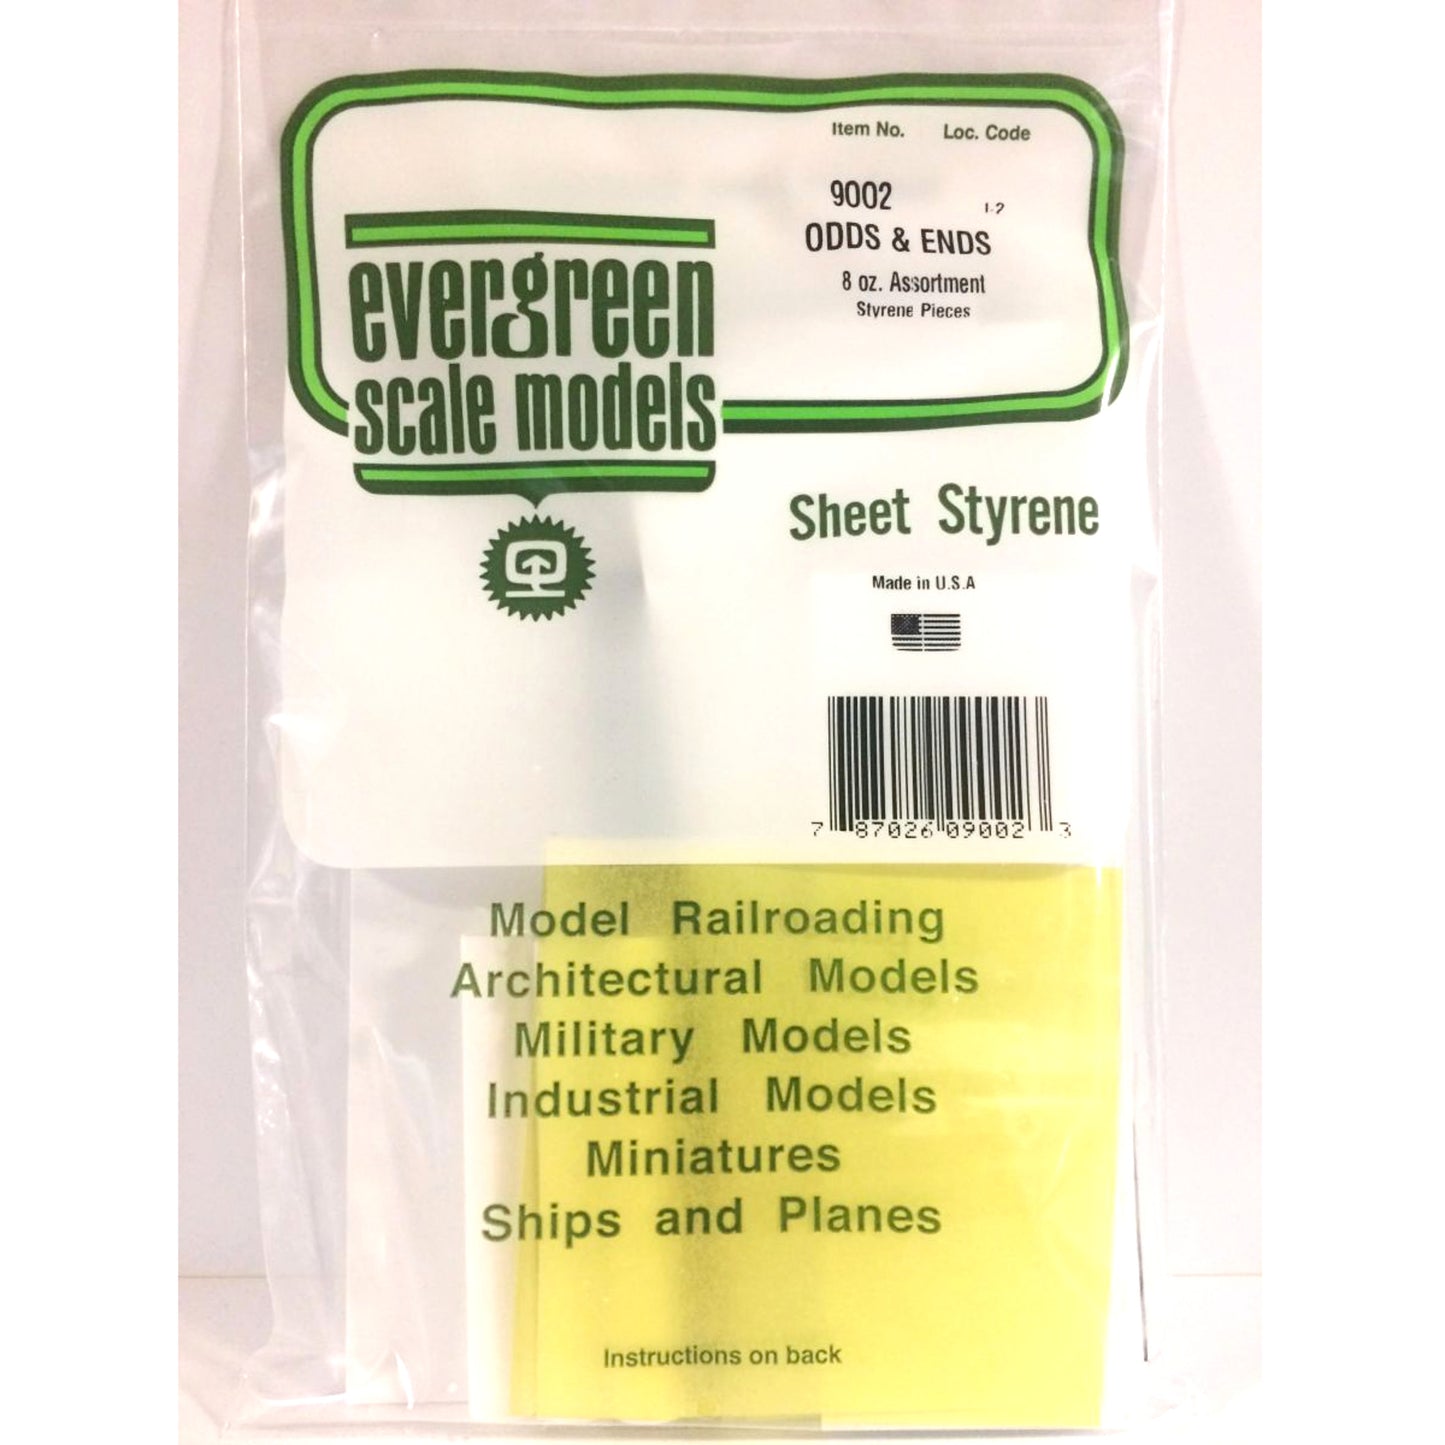 Item No. Loc. Code
9002 1-2
ODDS & ENDS
8 oz. Assortment
Styrene Pieces
evergreen
scale models
Sheet Styrene
Made in U.S.A
7 87026 09002 3
Model Railroading
Architectural Models
Military Models
Industrial Models
Miniatures
Ships and Planes
Instructions on back